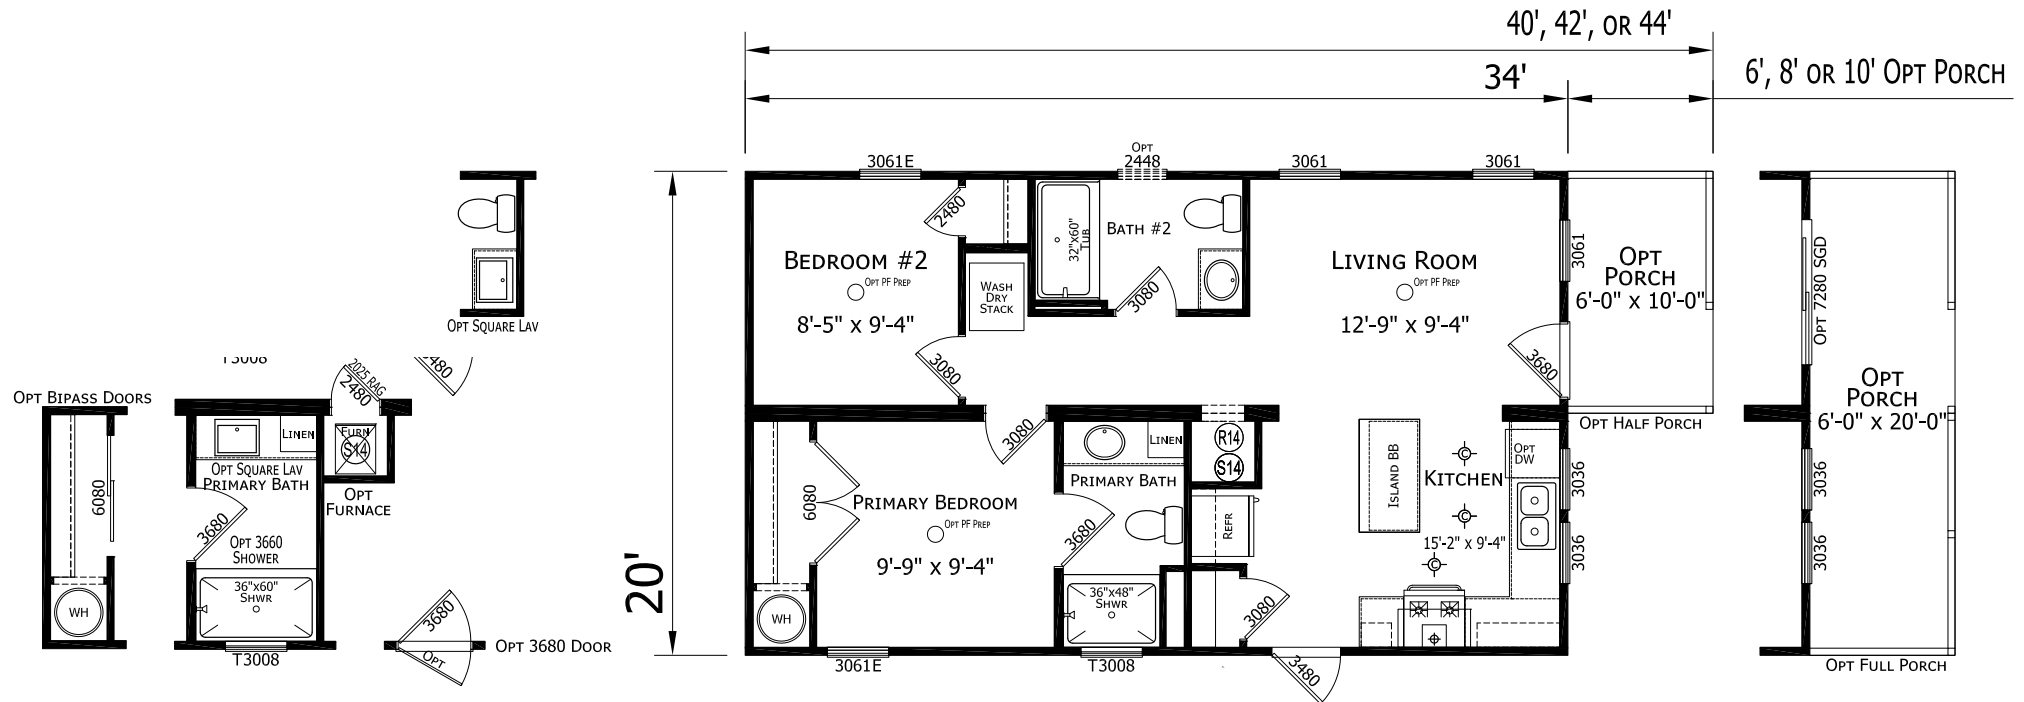 40', 42', OR 44'
34'
6', 8' OR 10' OPT PORCH
20'
3061E
OPT
2448
3061
3061
BEDROOM #2
OPT PF PREP
8'-5" X 9'-4"
2480
WASH
DRY
STACK
3080
32"x60"
TUB
BATH #2
3080
LIVING ROOM
OPT PF PREP
12'-9" X 9'-4"
3061
3680
OPT
PORCH
6'-0" X 10'-0"
OPT HALF PORCH
OPT 7280 SGD
OPT
PORCH
6'-0" X 20'-0"
3036
3036
OPT FULL PORCH
3080
6080
PRIMARY BEDROOM
OPT PF PREP
9'-9" X 9'-4"
WH
3061E
LINEN
PRIMARY BATH
3680
36"x48"
SHWR
T3008
R14
S14
REFR
3080
3480
ISLAND BB
C
C
C
KITCHEN
15'-2" X 9'-4"
OPT
DW
3036
3036
OPT SQUARE LAV
T3008
2480
OPT BIPASS DOORS
6080
WH
2025 RAG
2480
LINEN
FURN
S14
OPT SQUARE LAV
PRIMARY BATH
OPT
FURNACE
3680
OPT 3660
SHOWER
36"x60"
SHWR
T3008
3680
OPT
OPT 3680 DOOR